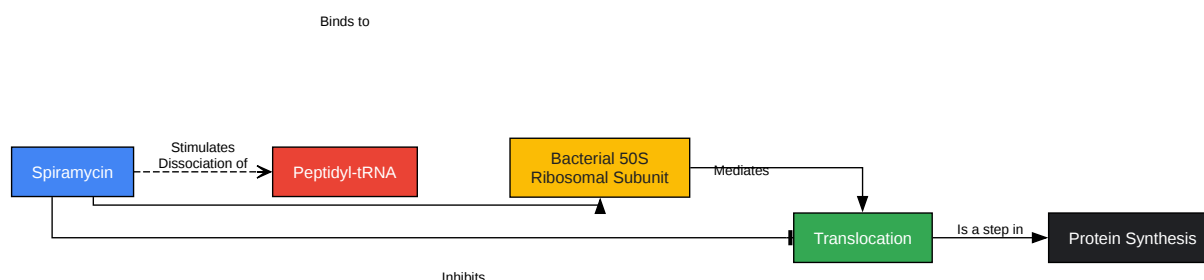 Binds to
Stimulates
Dissociation of
Spiramycin
Peptidyl-tRNA
Bacterial 50S
Ribosomal Subunit
Mediates
Translocation
Is a step in
Protein Synthesis
Inhibits